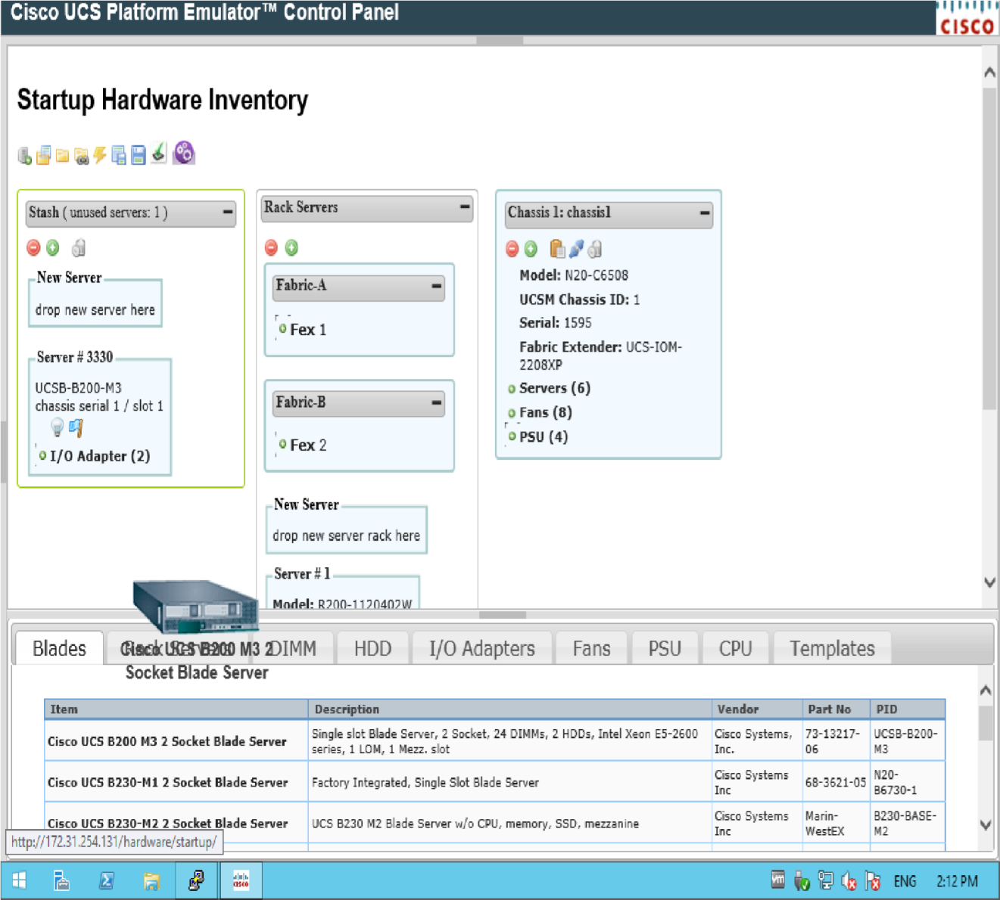 Cisco UCS Platform Emulator™ Control Panel
CISCO
Startup Hardware Inventory
Stash ( unused servers: 1 )
New Server
drop new server here
Server # 3330
UCSB-B200-M3
chassis serial 1 / slot 1
I/O Adapter (2)
Rack Servers
Fabric-A
Fex 1
Fabric-B
Fex 2
New Server
drop new server rack here
Server # 1
Model: R200-1120402W
Chassis 1: chassis1
Model: N20-C6508
UCSM Chassis ID: 1
Serial: 1595
Fabric Extender: UCS-IOM-
2208XP
Servers (6)
Fans (8)
PSU (4)
Blades
Rack Servers
DIMM
HDD
I/O Adapters
Fans
PSU
CPU
Templates
Cisco UCS B200 M3 2
Socket Blade Server
Item Description Vendor Part No PID
Cisco UCS B200 M3 2 Socket Blade Server
Single slot Blade Server, 2 Socket, 24 DIMMs, 2 HDDs, Intel Xeon E5-2600
series, 1 LOM, 1 Mezz. slot
Cisco Systems,
Inc.
73-13217-
06
UCSB-B200-
M3
Cisco UCS B230-M1 2 Socket Blade Server
Factory Integrated, Single Slot Blade Server
Cisco Systems
Inc
68-3621-05
N20-
B6730-1
Cisco UCS B230-M2 2 Socket Blade Server
UCS B230 M2 Blade Server w/o CPU, memory, SSD, mezzanine
Cisco Systems
Inc
Marin-
WestEX
B230-BASE-
M2
http://172.31.254.131/hardware/startup/
CISCO
vm
ENG
2:12 PM